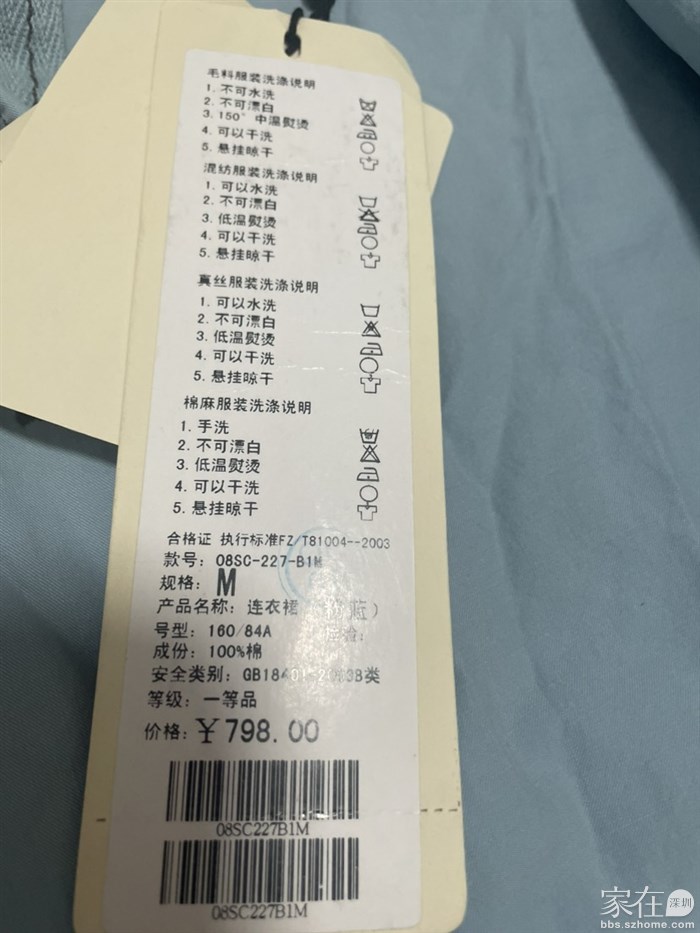 毛料服装洗涤说明
1. 不可水洗
2. 不可漂白
3. 150° 中温熨烫
4. 可以干洗
5. 悬挂晾干
混纺服装洗涤说明
1. 可以水洗
2. 不可漂白
3. 低温熨烫
4. 可以干洗
5. 悬挂晾干
真丝服装洗涤说明
1. 可以水洗
2. 不可漂白
3. 低温熨烫
4. 可以干洗
5. 悬挂晾干
棉麻服装洗涤说明
1. 手洗
2. 不可漂白
3. 低温熨烫
4. 可以干洗
5. 悬挂晾干
合格证 执行标准FZ/T81004--2003
款号: 08SC-227-B1M
规格: M
产品名称: 连衣裙 蓝)
号型: 160/84A
成份: 100%棉
安全类别: B类
等级: 一等品
价格: ¥798.00
08SC227B1M
08SC227B1M
家在深圳
bbs.szhome.com